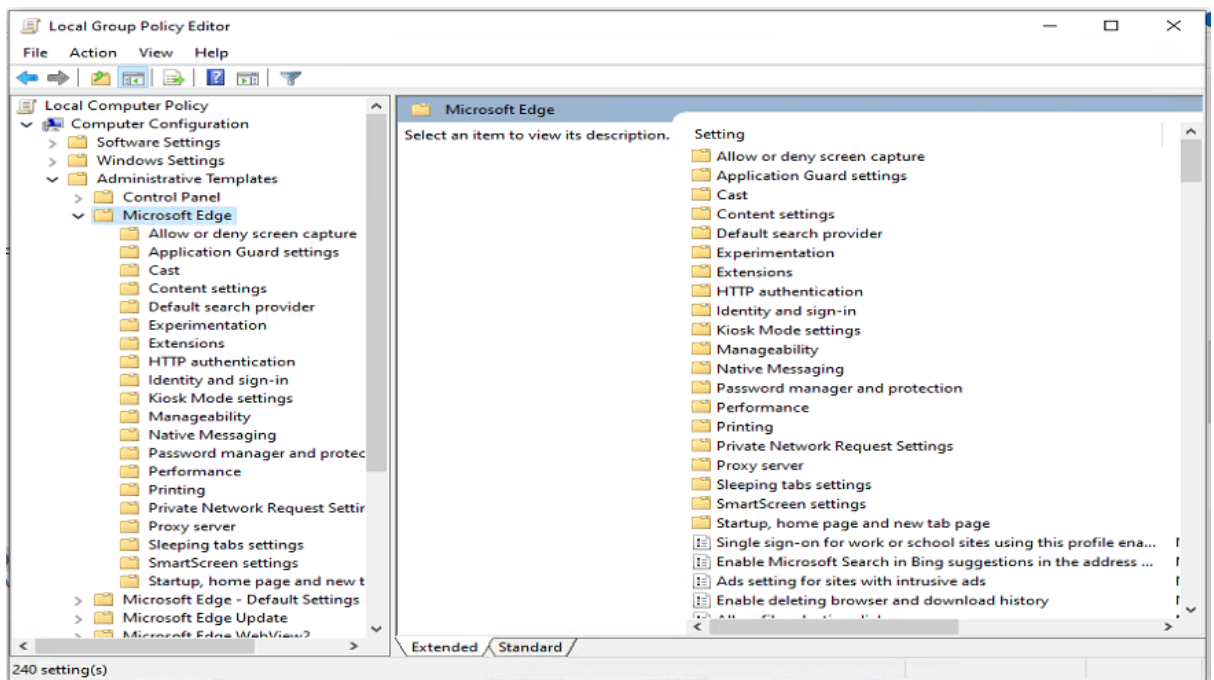 Local Group Policy Editor
File Action View Help
Local Computer Policy
Computer Configuration
Software Settings
Windows Settings
Administrative Templates
Control Panel
Microsoft Edge
Allow or deny screen capture
Application Guard settings
Cast
Content settings
Default search provider
Experimentation
Extensions
HTTP authentication
Identity and sign-in
Kiosk Mode settings
Manageability
Native Messaging
Password manager and protec
Performance
Printing
Private Network Request Settin
Proxy server
Sleeping tabs settings
SmartScreen settings
Startup, home page and new t
Microsoft Edge - Default Settings
Microsoft Edge Update
Microsoft Edge WebView2
Microsoft Edge
Select an item to view its description.
Setting
Allow or deny screen capture
Application Guard settings
Cast
Content settings
Default search provider
Experimentation
Extensions
HTTP authentication
Identity and sign-in
Kiosk Mode settings
Manageability
Native Messaging
Password manager and protection
Performance
Printing
Private Network Request Settings
Proxy server
Sleeping tabs settings
SmartScreen settings
Startup, home page and new tab page
Single sign-on for work or school sites using this profile ena...
Enable Microsoft Search in Bing suggestions in the address ...
Ads setting for sites with intrusive ads
Enable deleting browser and download history
Extended Standard
240 setting(s)